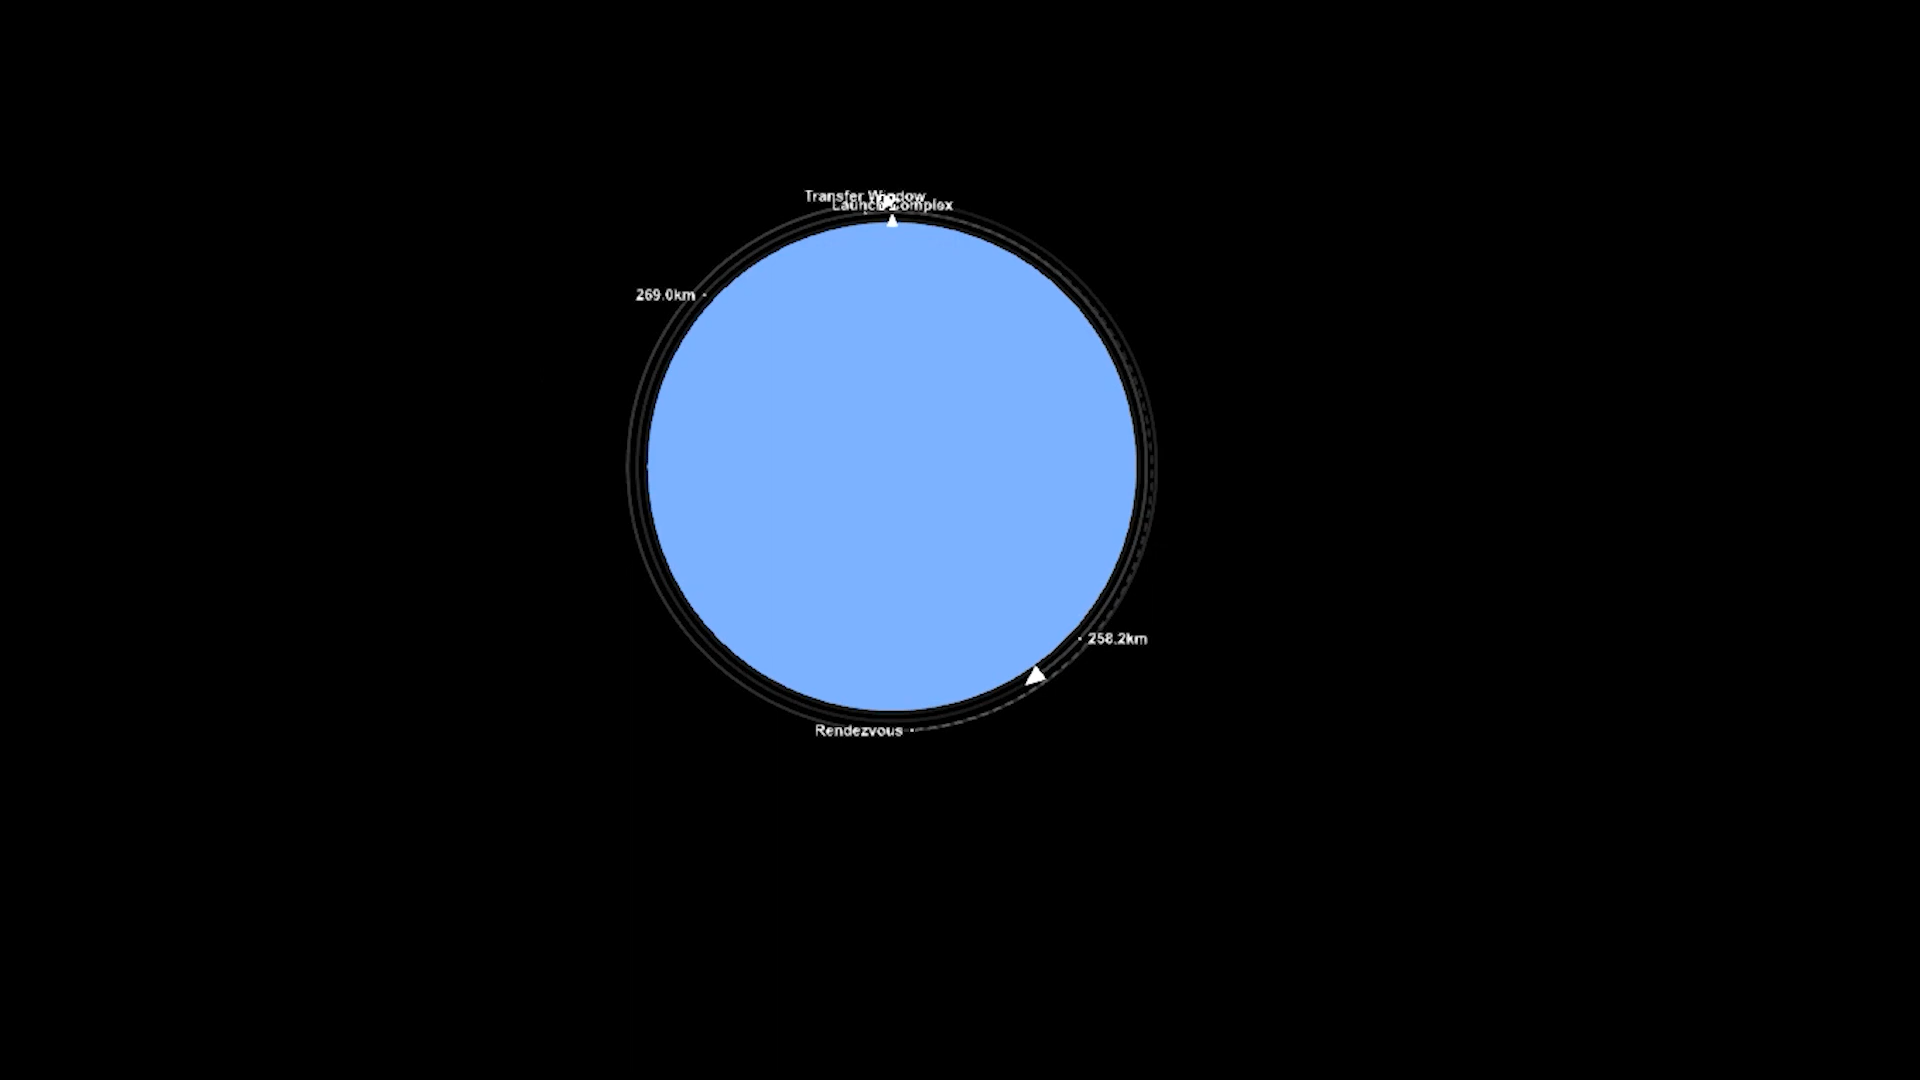 Transfer Window
Launch Complex
269.0km
258.2km
Rendezvous